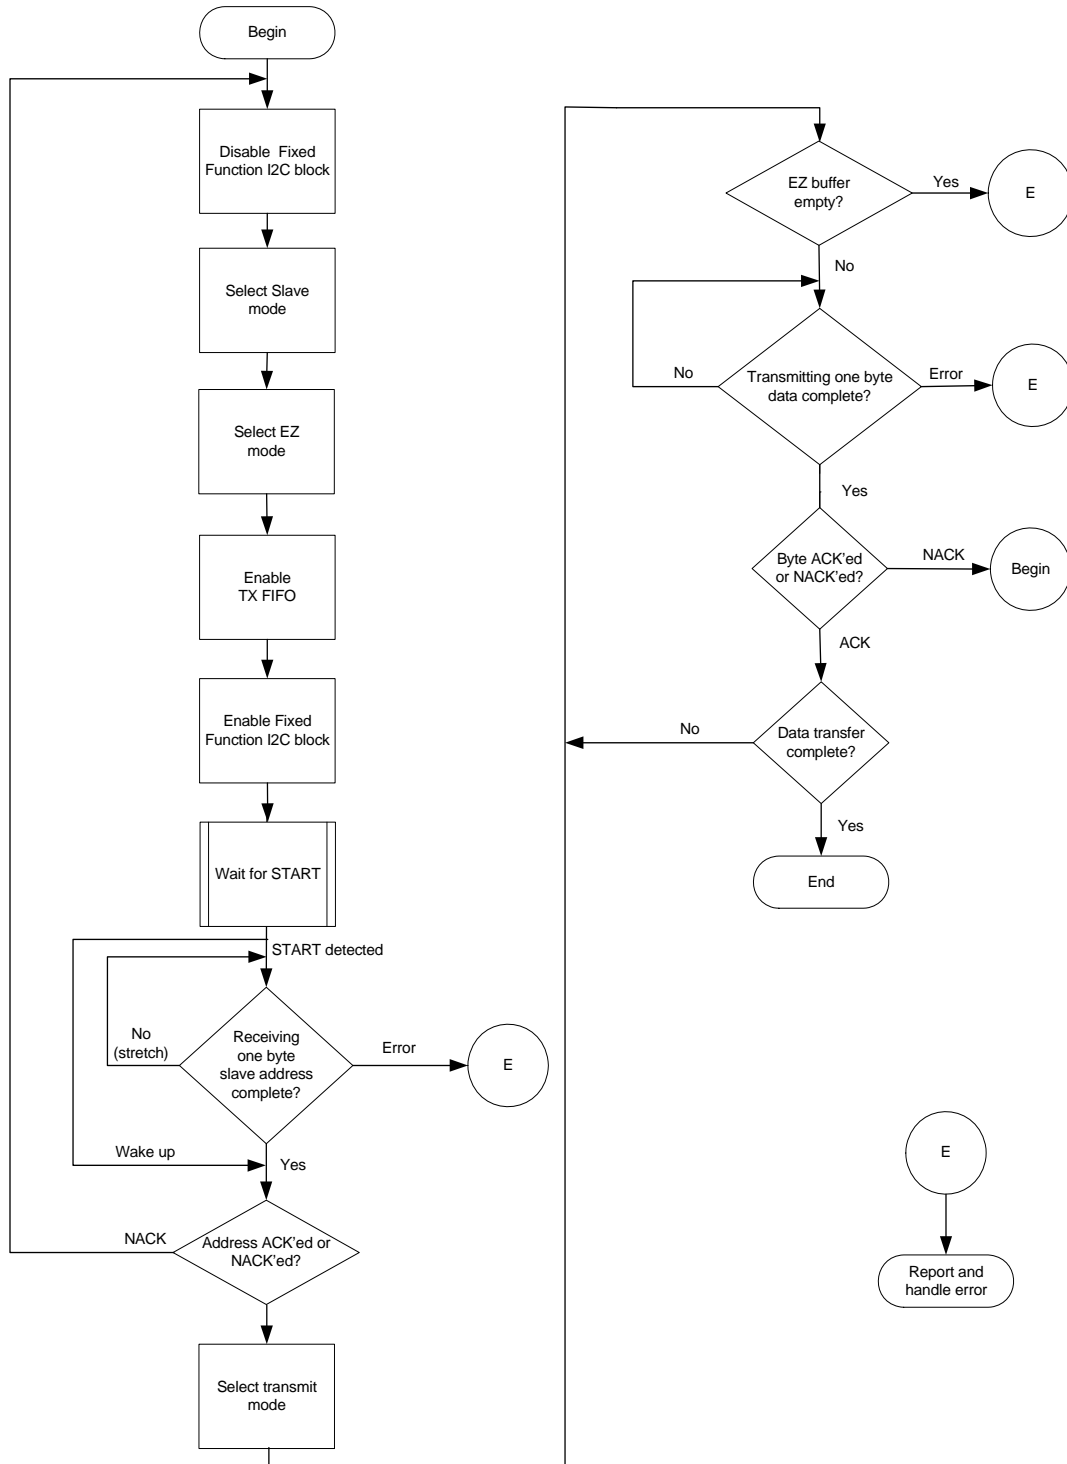 Begin
Disable Fixed
Function I2C block
Select Slave
mode
Select EZ
mode
Enable
TX FIFO
Enable Fixed
Function I2C block
Wait for START
START detected
No
(stretch)
Receiving
one byte
slave address
complete?
Error
E
Wake up
Yes
NACK
Address ACK'ed or
NACK'ed?
Select transmit
mode
EZ buffer
empty?
Yes
E
No
No
Transmitting one byte
data complete?
Error
E
Yes
Byte ACK'ed
or NACK'ed?
NACK
Begin
ACK
No
Data transfer
complete?
Yes
End
E
Report and
handle error